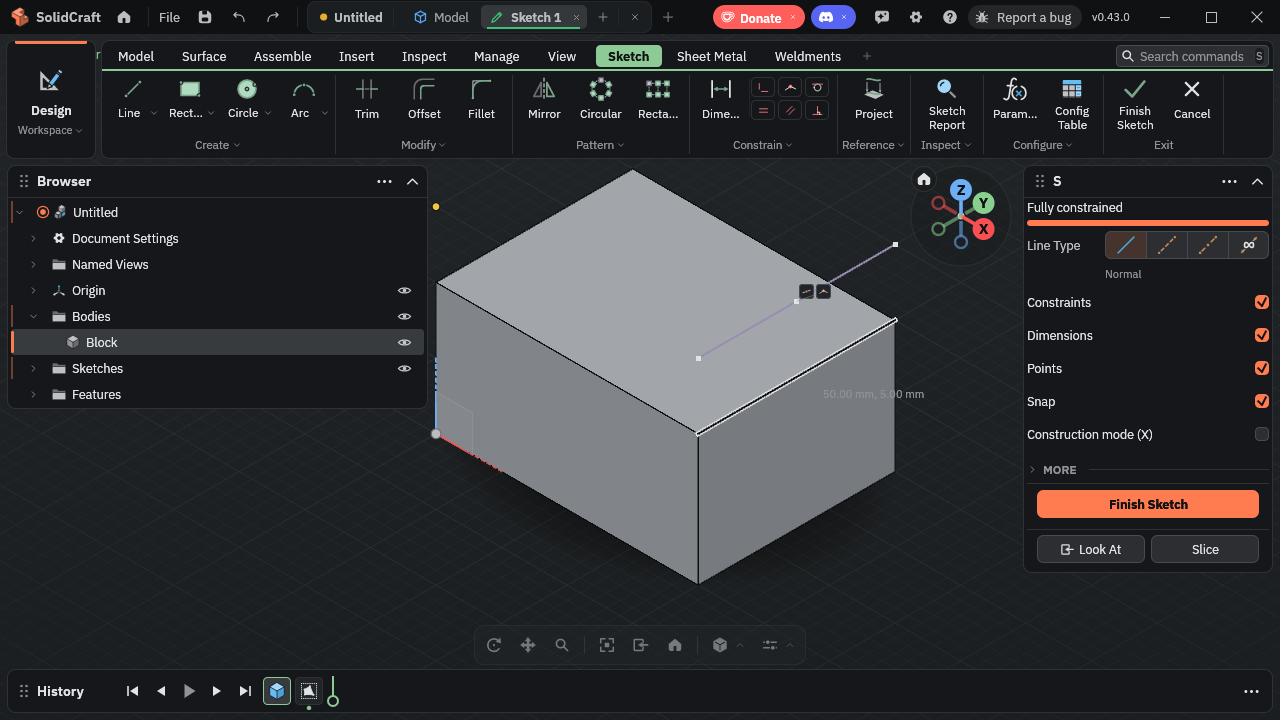 SolidCraft
File
Untitled
Model
Sketch 1
Donate
Report a bug
v0.43.0
Model
Surface
Assemble
Insert
Inspect
Manage
View
Sketch
Sheet Metal
Weldments
Search commands
S
Design
Workspace
Line
Rect...
Circle
Arc
Create
Trim
Offset
Fillet
Modify
Mirror
Circular
Recta...
Pattern
Dime...
Constrain
Project
Reference
Sketch
Report
Inspect
Param...
Config
Table
Configure
Finish
Sketch
Cancel
Exit
Browser
Untitled
Document Settings
Named Views
Origin
Bodies
Block
Sketches
Features
Z
Y
X
50.00 mm, 5.00 mm
S
Fully constrained
Line Type
Normal
Constraints
Dimensions
Points
Snap
Construction mode (X)
MORE
Finish Sketch
Look At
Slice
History